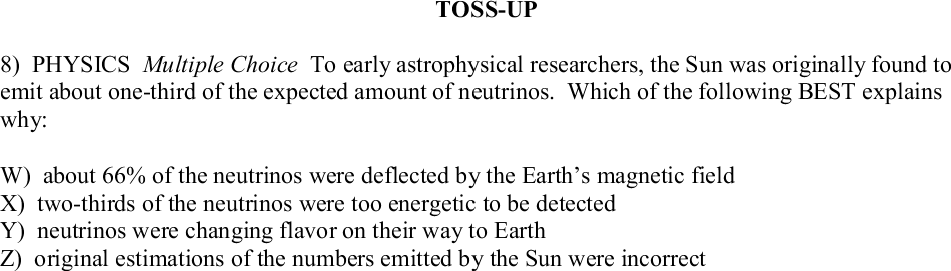 TOSS-UP
8) PHYSICS Multiple Choice To early astrophysical researchers, the Sun was originally found to
emit about one-third of the expected amount of neutrinos. Which of the following BEST explains
why:
W) about 66% of the neutrinos were deflected by the Earth's magnetic field
X) two-thirds of the neutrinos were too energetic to be detected
Y) neutrinos were changing flavor on their way to Earth
Z) original estimations of the numbers emitted by the Sun were incorrect